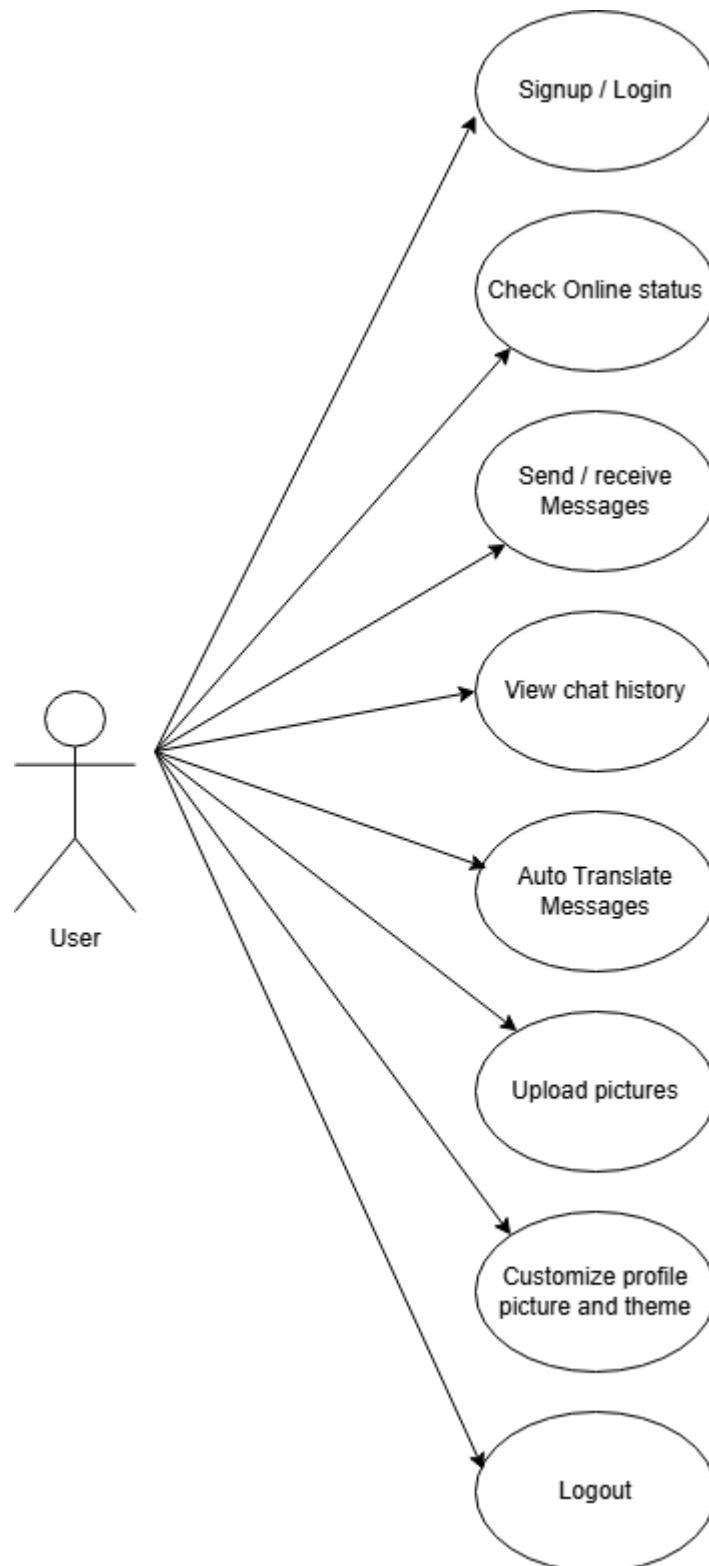 Signup / Login
Check Online status
Send / receive
Messages
View chat history
Auto Translate
Messages
User
Upload pictures
Customize profile
picture and theme
Logout